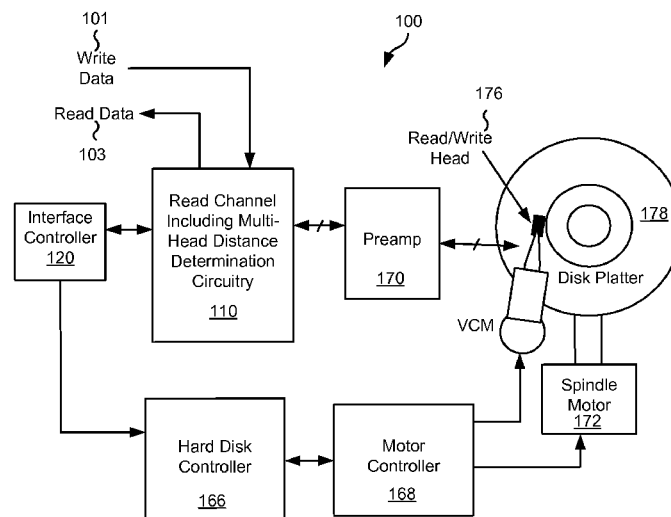 101
Write
Data
100
Read Data
103
176
Read/Write
Head
Interface
Controller
120
Read Channel
Including Multi-
Head Distance
Determination
Circuitry
110
Preamp
170
178
Disk Platter
VCM
Spindle
Motor
172
Hard Disk
Controller
166
Motor
Controller
168